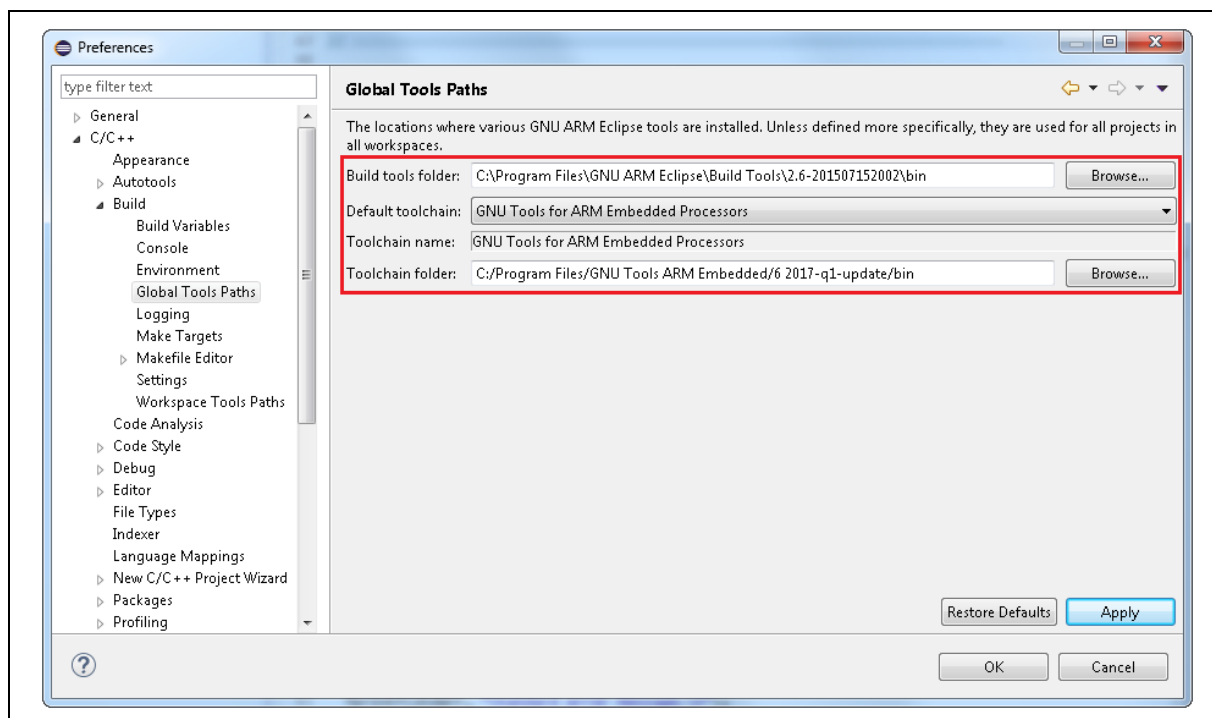 Preferences
type filter text
General
C/C++
Appearance
Autotools
Build
Build Variables
Console
Environment
Global Tools Paths
Logging
Make Targets
Makefile Editor
Settings
Workspace Tools Paths
Code Analysis
Code Style
Debug
Editor
File Types
Indexer
Language Mappings
New C/C++ Project Wizard
Packages
Profiling
Global Tools Paths
The locations where various GNU ARM Eclipse tools are installed. Unless defined more specifically, they are used for all projects in
all workspaces.
Build tools folder: C:\Program Files\GNU ARM Eclipse\Build Tools\2.6-201507152002\bin Browse...
Default toolchain: GNU Tools for ARM Embedded Processors
Toolchain name: GNU Tools for ARM Embedded Processors
Toolchain folder: C:/Program Files/GNU Tools ARM Embedded/6 2017-q1-update/bin Browse...
Restore Defaults Apply
? OK Cancel